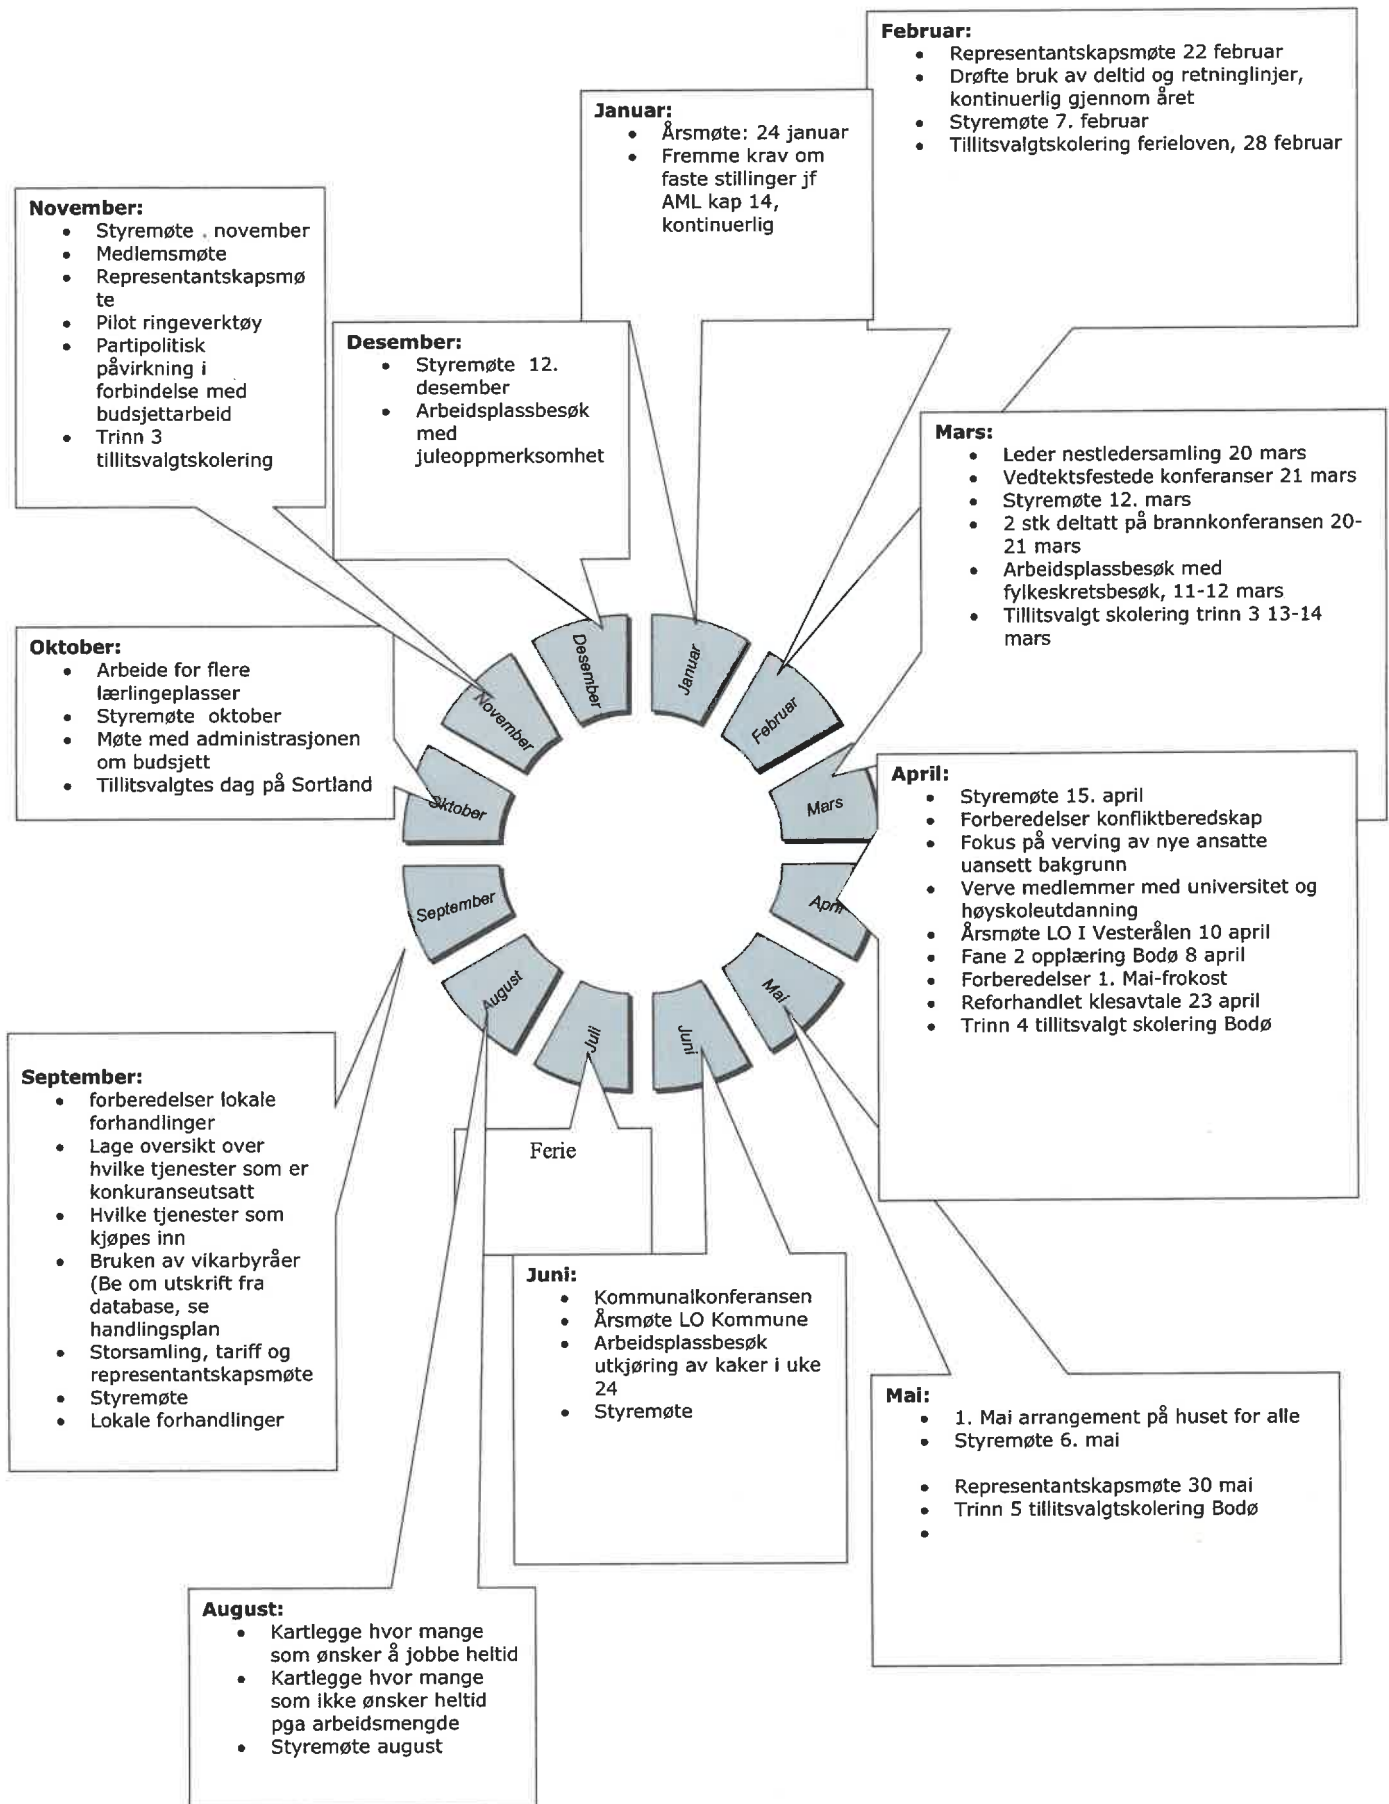 Februar:
• Representantskapsmøte 22 februar
• Drøfte bruk av deltid og retninglinjer,
kontinuerlig gjennom året
• Styremøte 7. februar
• Tillitsvalgtskolering ferieloven, 28 februar
Januar:
• Årsmøte: 24 januar
• Fremme krav om
faste stillinger jf
AML kap 14,
kontinuerlig
November:
• Styremøte . november
• Medlemsmøte
• Representantskapsmø
te
• Pilot ringeverktøy
• Partipolitisk
påvirkning i
forbindelse med
budsjettarbeid
• Trinn 3
tillitsvalgtskolering
Desember:
• Styremøte 12.
desember
• Arbeidsplassbesøk
med
juleoppmerksomhet
Mars:
• Leder nestledersamling 20 mars
• Vedtektsfestede konferanser 21 mars
• Styremøte 12. mars
• 2 stk deltatt på brannkonferansen 20-
21 mars
• Arbeidsplassbesøk med
fylkeskretsbesøk, 11-12 mars
• Tillitsvalgt skolering trinn 3 13-14
mars
Oktober:
• Arbeide for flere
lærlingeplasser
• Styremøte oktober
• Møte med administrasjonen
om budsjett
• Tillitsvalgtes dag på Sortland
Desember
Januar
November
Februar
Oktober
Mars
September
April
August
Mai
Juli
Juni
April:
• Styremøte 15. april
• Forberedelser konfliktberedskap
• Fokus på verving av nye ansatte
uansett bakgrunn
• Verve medlemmer med universitet og
høyskoleutdanning
• Årsmøte LO I Vesterålen 10 april
• Fane 2 opplæring Bodø 8 april
• Forberedelser 1. Mai-frokost
• Reforhandlet klesavtale 23 april
• Trinn 4 tillitsvalgt skolering Bodø
September:
• forberedelser lokale
forhandlinger
• Lage oversikt over
hvilke tjenester som er
konkuranseutsatt
• Hvilke tjenester som
kjøpes inn
• Bruken av vikarbyråer
(Be om utskrift fra
database, se
handlingsplan
• Storsamling, tariff og
representantskapsmøte
• Styremøte
• Lokale forhandlinger
Ferie
Juni:
• Kommunalkonferansen
• Årsmøte LO Kommune
• Arbeidsplassbesøk
utkjøring av kaker i uke
24
• Styremøte
Mai:
• 1. Mai arrangement på huset for alle
• Styremøte 6. mai
• Representantskapsmøte 30 mai
• Trinn 5 tillitsvalgtskolering Bodø
•
August:
• Kartlegge hvor mange
som ønsker å jobbe heltid
• Kartlegge hvor mange
som ikke ønsker heltid
pga arbeidsmengde
• Styremøte august